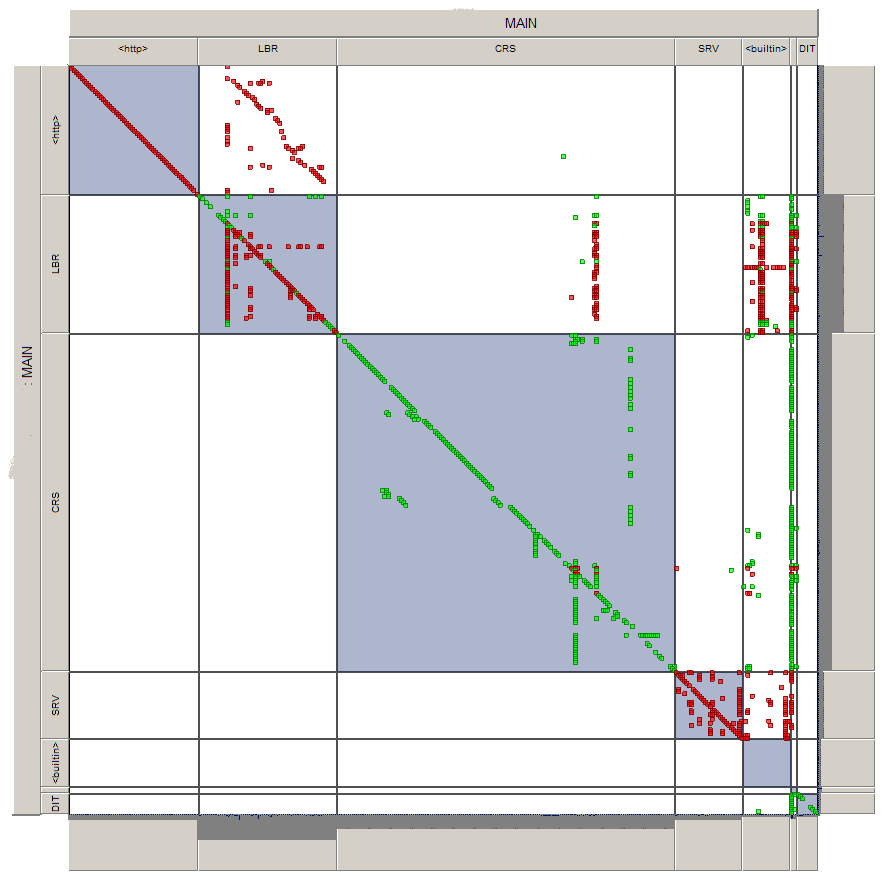 MAIN
<http> LBR CRS SRV <builtin> DIT
: MAIN
<http>
LBR
CRS
SRV
<builtin>
DIT